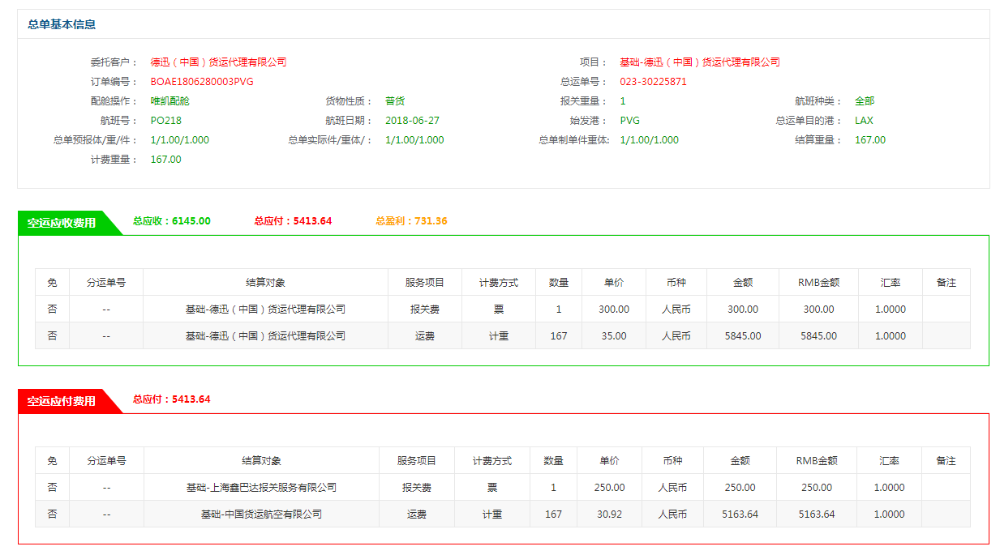 总单基本信息
委托客户： 德迅（中国）货运代理有限公司 项目： 基础-德迅（中国）货运代理有限公司
订单编号： BOAE1806280003PVG 总运单号： 023-30225871
配舱操作： 唯凯配舱 货物性质： 普货 报关重量： 1 航班种类： 全部
航班号： PO218 航班日期： 2018-06-27 始发港： PVG 总运单目的港： LAX
总单预报体/重/件： 1/1.00/1.000 总单实际件/重体/： 1/1.00/1.000 总单制单件重体: 1/1.00/1.000 结算重量： 167.00
计费重量： 167.00
空运应收费用 总应收：6145.00 总应付：5413.64 总盈利：731.36
免 分运单号 结算对象 服务项目 计费方式 数量 单价 币种 金额 RMB金额 汇率 备注
否 -- 基础-德迅（中国）货运代理有限公司 报关费 票 1 300.00 人民币 300.00 300.00 1.0000
否 -- 基础-德迅（中国）货运代理有限公司 运费 计重 167 35.00 人民币 5845.00 5845.00 1.0000
空运应付费用 总应付：5413.64
免 分运单号 结算对象 服务项目 计费方式 数量 单价 币种 金额 RMB金额 汇率 备注
否 -- 基础-上海鑫巴达报关服务有限公司 报关费 票 1 250.00 人民币 250.00 250.00 1.0000
否 -- 基础-中国货运航空有限公司 运费 计重 167 30.92 人民币 5163.64 5163.64 1.0000